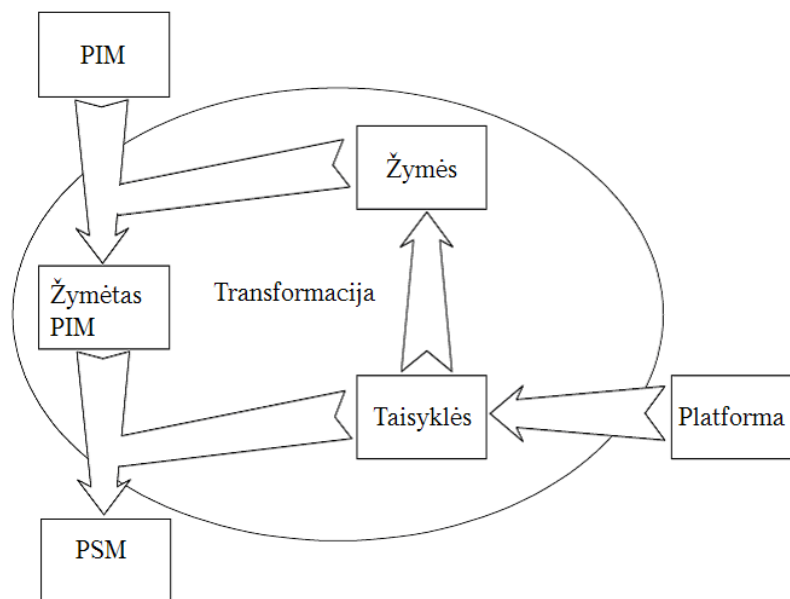 PIM
Žymės
Žymėtas
PIM
Transformacija
Taisyklės
Platforma
PSM